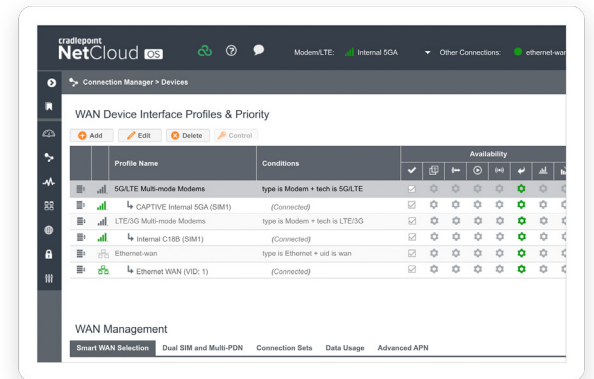 cradlepoint
NetCloud OS
Modem/LTE: Internal 5GA
Other Connections: ethernet-wan
Connection Manager > Devices
WAN Device Interface Profiles & Priority
Add Edit Delete Control
Availability
Profile Name Conditions
5G/LTE Multi-mode Modems type is Modem + tech is 5G/LTE
CAPTIVE Internal 5GA (SIM1) (Connected)
LTE/3G Multi-mode Modems type is Modem + tech is LTE/3G
Internal C18B (SIM1) (Connected)
Ethernet-wan type is Ethernet + uid is wan
Ethernet WAN (VID: 1) (Connected)
WAN Management
Smart WAN Selection Dual SIM and Multi-PDN Connection Sets Data Usage Advanced APN